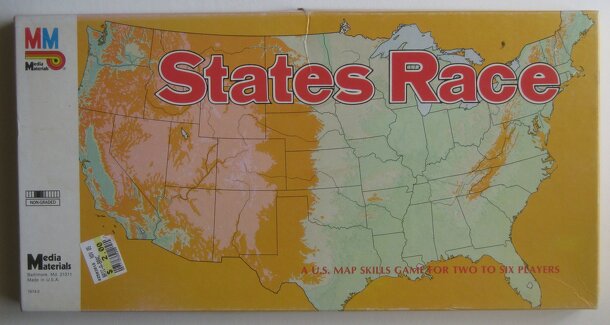 MM
Media
Materials
States Race
NON-GRADED
Media
Materials
Baltimore, Md. 21211
Made in U.S.A.
A U.S. MAP SKILLS GAME FOR TWO TO SIX PLAYERS